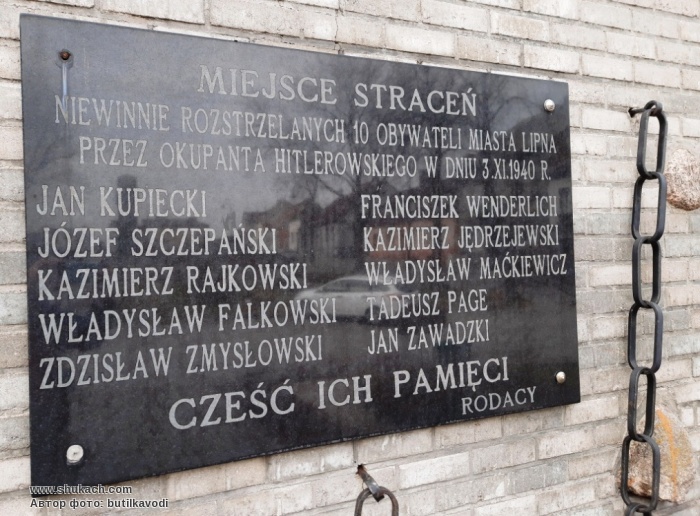 MIEJSCE STRACEŃ
NIEWINNIE ROZSTRZELANYCH 10 OBYWATELI MIASTA LIPNA
PRZEZ OKUPANTA HITLEROWSKIEGO W DNIU 3.XI.1940 R.
JAN KUPIECKI
JÓZEF SZCZEPAŃSKI
KAZIMIERZ RAJKOWSKI
WŁADYSŁAW FALKOWSKI
ZDZISŁAW ZMYSŁOWSKI
FRANCISZEK WENDERLICH
KAZIMIERZ JĘDRZEJEWSKI
WŁADYSŁAW MAĆKIEWICZ
TADEUSZ PAGE
JAN ZAWADZKI
CZEŚĆ ICH PAMIĘCI
RODACY
www.shukach.com
Автор фото: butilkavodi